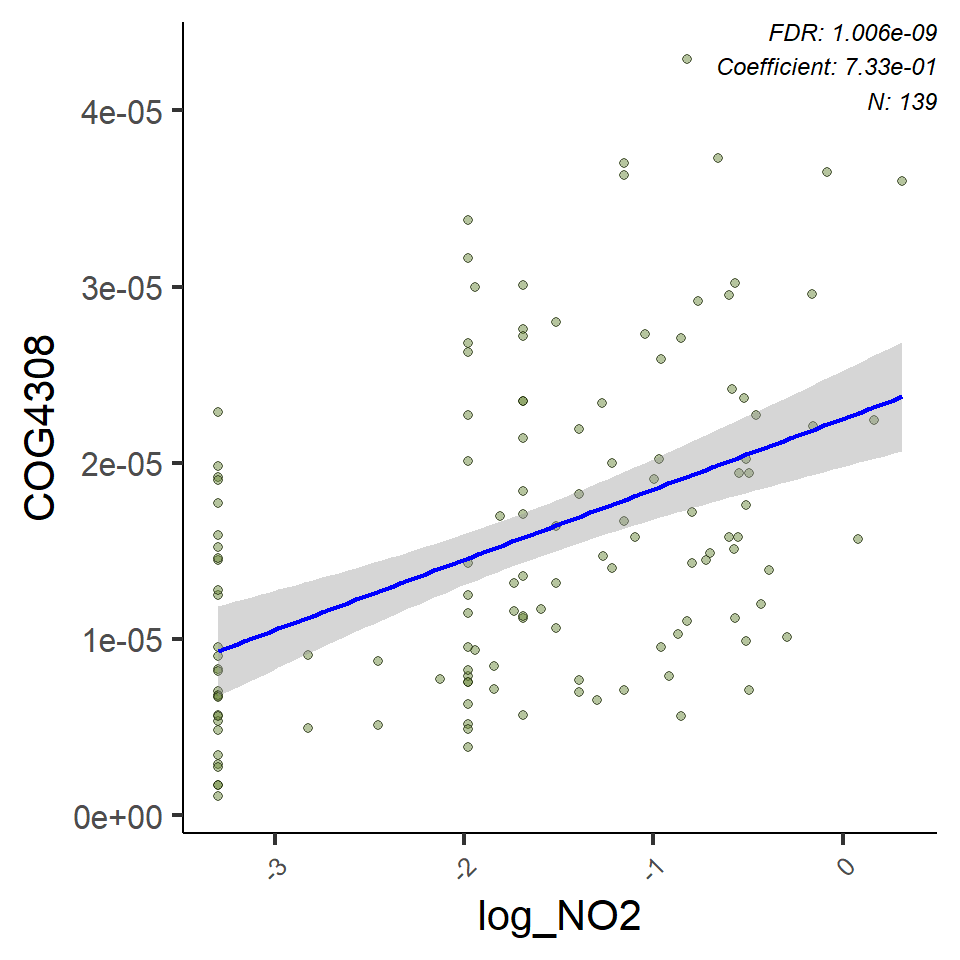 FDR: 1.006e-09
Coefficient: 7.33e-01
N: 139
COG4308
4e-05
3e-05
2e-05
1e-05
0e+00
-3
-2
-1
0
log_NO2